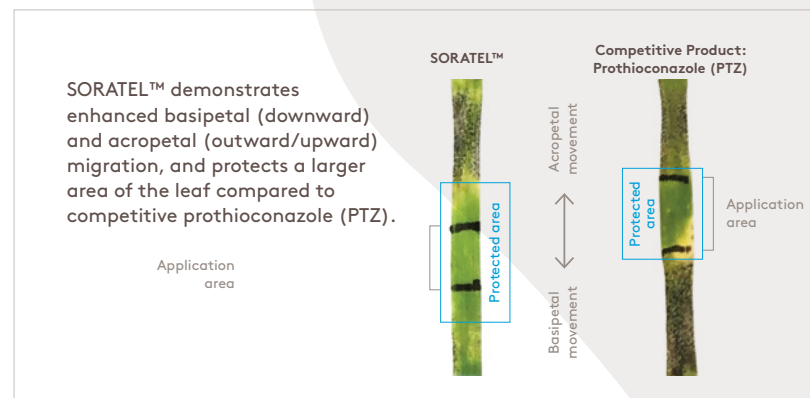 SORATEL™ demonstrates
enhanced basipetal (downward)
and acropetal (outward/upward)
migration, and protects a larger
area of the leaf compared to
competitive prothioconazole (PTZ).
Application
area
SORATEL™
Protected area
Acropetal
movement
Basipetal
movement
Competitive Product:
Prothioconazole (PTZ)
Protected
area
Application
area